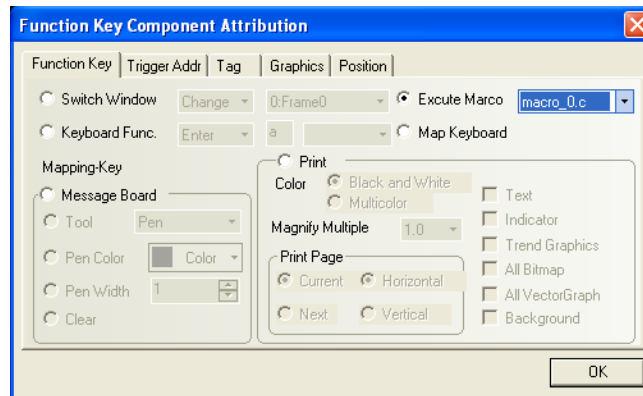 Function Key Component Attribution
Function Key Trigger Addr Tag Graphics Position
Switch Window Change 0:Frame0 Excute Marco macro_0.c
Keyboard Func. Enter a Map Keyboard
Mapping-Key
Print
Message Board
Color Black and White
Multicolor
Text
Tool Pen
Magnify Multiple 1.0
Indicator
Trend Graphics
Pen Color Color
Print Page
All Bitmap
Pen Width 1
Current Horizontal
All VectorGraph
Clear
Next Vertical
Background
OK